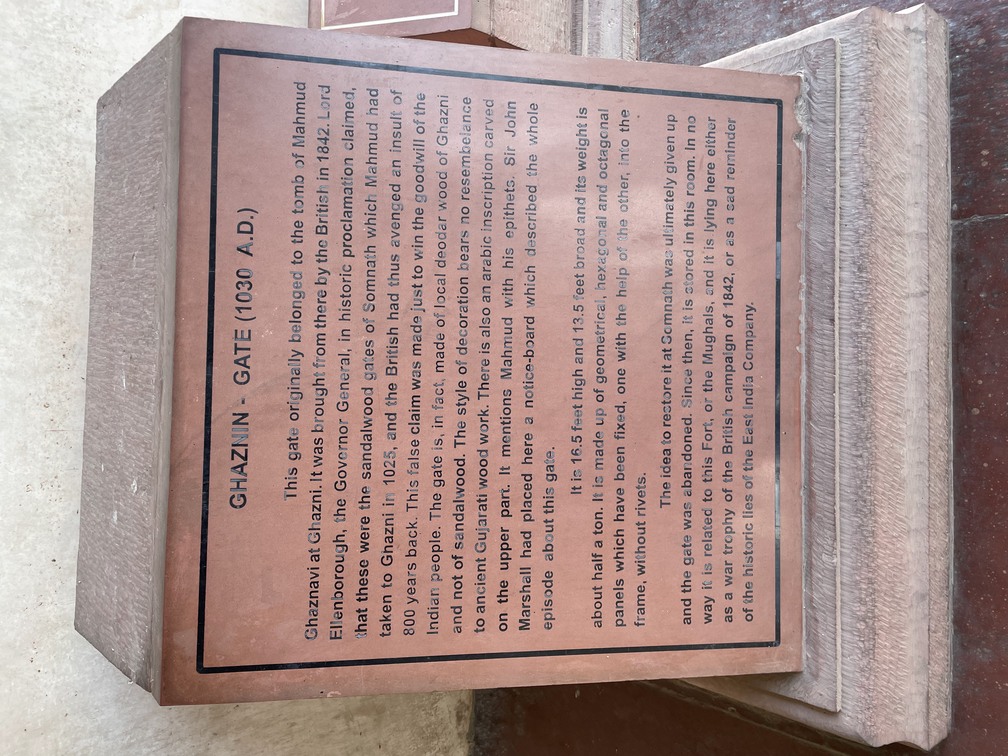 GHAZNIN - GATE (1030 A.D.)
This gate originally belonged to the tomb of Mahmud
Ghaznavi at Ghazni. It was brought from there by the British in 1842. Lord
Ellenborough, the Governor General, in historic proclamation claimed,
that these were the sandalwood gates of Somnath which Mahmud had
taken to Ghazni in 1025, and the British had thus avenged an insult of
800 years back. This false claim was made just to win the goodwill of the
Indian people. The gate is, in fact, made of local deodar wood of Ghazni
and not of sandalwood. The style of decoration bears no resembelance
to ancient Gujarati wood work. There is also an arabic inscription carved
on the upper part. It mentions Mahmud with his epithets. Sir John
Marshall had placed here a notice-board which described the whole
episode about this gate.
It is 16.5 feet high and 13.5 feet broad and its weight is
about half a ton. It is made up of geometrical, hexagonal and octagonal
panels which have been fixed, one with the help of the other, into the
frame, without rivets.
The idea to restore it at Somnath was ultimately given up
and the gate was abandoned. Since then, it is stored in this room. In no
way it is related to this Fort, or the Mughals, and it is lying here either
as a war trophy of the British campaign of 1842, or as a sad reminder
of the historic lies of the East India Company.